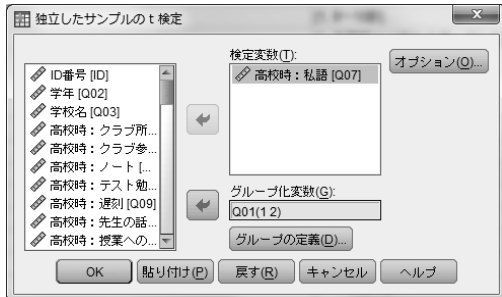 独立したサンプルの t 検定
ID番号 [ID]
学年 [Q02]
学校名 [Q03]
高校時：クラブ所...
高校時：クラブ参...
高校時：ノート [...
高校時：テスト勉...
高校時：遅刻 [Q09]
高校時：先生の話...
高校時：授業への...
検定変数(T):
高校時：私語 [Q07]
オプション(O)...
グループ化変数(G):
Q01(1 2)
グループの定義(D)...
OK
貼り付け(P)
戻す(R)
キャンセル
ヘルプ